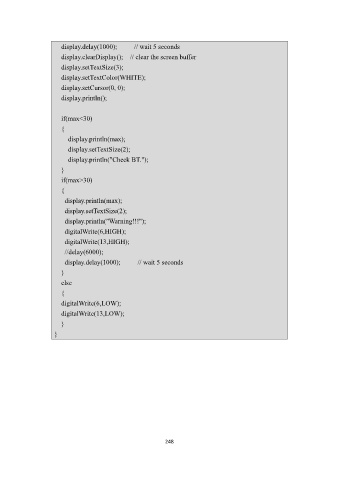 display.delay(1000);        // wait 5 seconds
display.clearDisplay();   // clear the screen buffer
display.setTextSize(3);
display.setTextColor(WHITE);
display.setCursor(0, 0);
display.println();
if(max<30)
{
display.println(max);
display.setTextSize(2);
display.println("Check BT.");
}
if(max>30)
{
display.println(max);
display.setTextSize(2);
display.println("Warning!!!");
digitalWrite(6,HIGH);
digitalWrite(13,HIGH);
//delay(6000);
display.delay(1000);        // wait 5 seconds
}
else
{
digitalWrite(6,LOW);
digitalWrite(13,LOW);
}
}
248